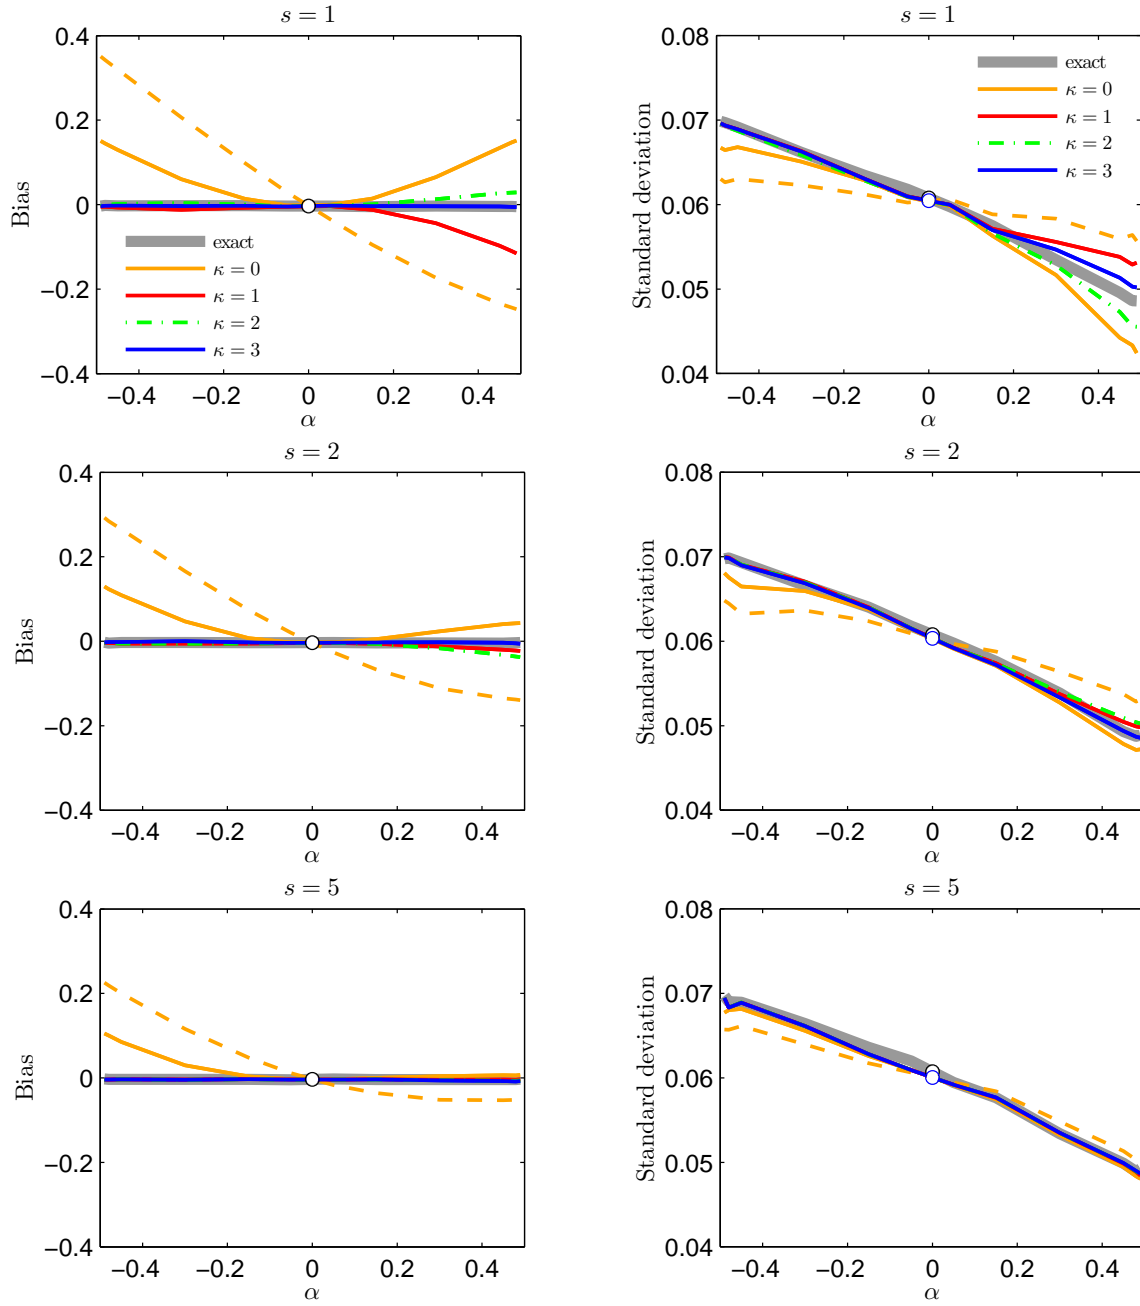 s = 1
0.4
0.2
0
−0.2
−0.4
Bias
exact
κ = 0
κ = 1
κ = 2
κ = 3
−0.4 −0.2 0 0.2 0.4
α
s = 1
0.08
0.07
0.06
0.05
0.04
Standard deviation
exact
κ = 0
κ = 1
κ = 2
κ = 3
−0.4 −0.2 0 0.2 0.4
α
s = 2
0.4
0.2
0
−0.2
−0.4
Bias
−0.4 −0.2 0 0.2 0.4
α
s = 2
0.08
0.07
0.06
0.05
0.04
Standard deviation
−0.4 −0.2 0 0.2 0.4
α
s = 5
0.4
0.2
0
−0.2
−0.4
Bias
−0.4 −0.2 0 0.2 0.4
α
s = 5
0.08
0.07
0.06
0.05
0.04
Standard deviation
−0.4 −0.2 0 0.2 0.4
α